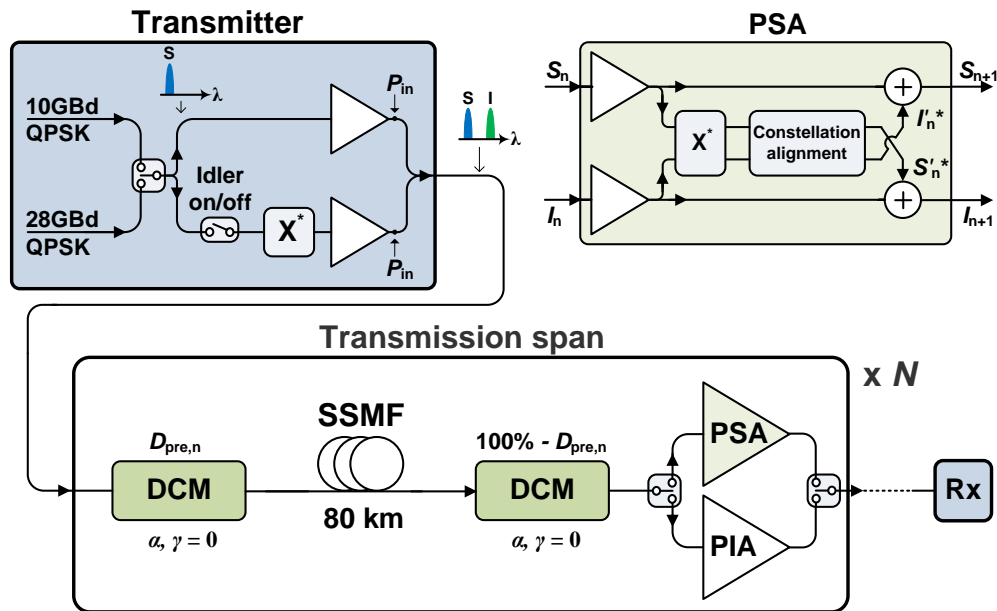 Transmitter
S
λ
P_in
10GBd
QPSK
S I
λ
Idler
on/off
28GBd
QPSK
X*
P_in
PSA
S_n
S_n+1
I'_n*
X*
Constellation
alignment
S'_n*
I_n
I_n+1
Transmission span
x N
SSMF
PSA
D_pre,n
100% - D_pre,n
DCM
DCM
Rx
80 km
PIA
α, γ = 0
α, γ = 0